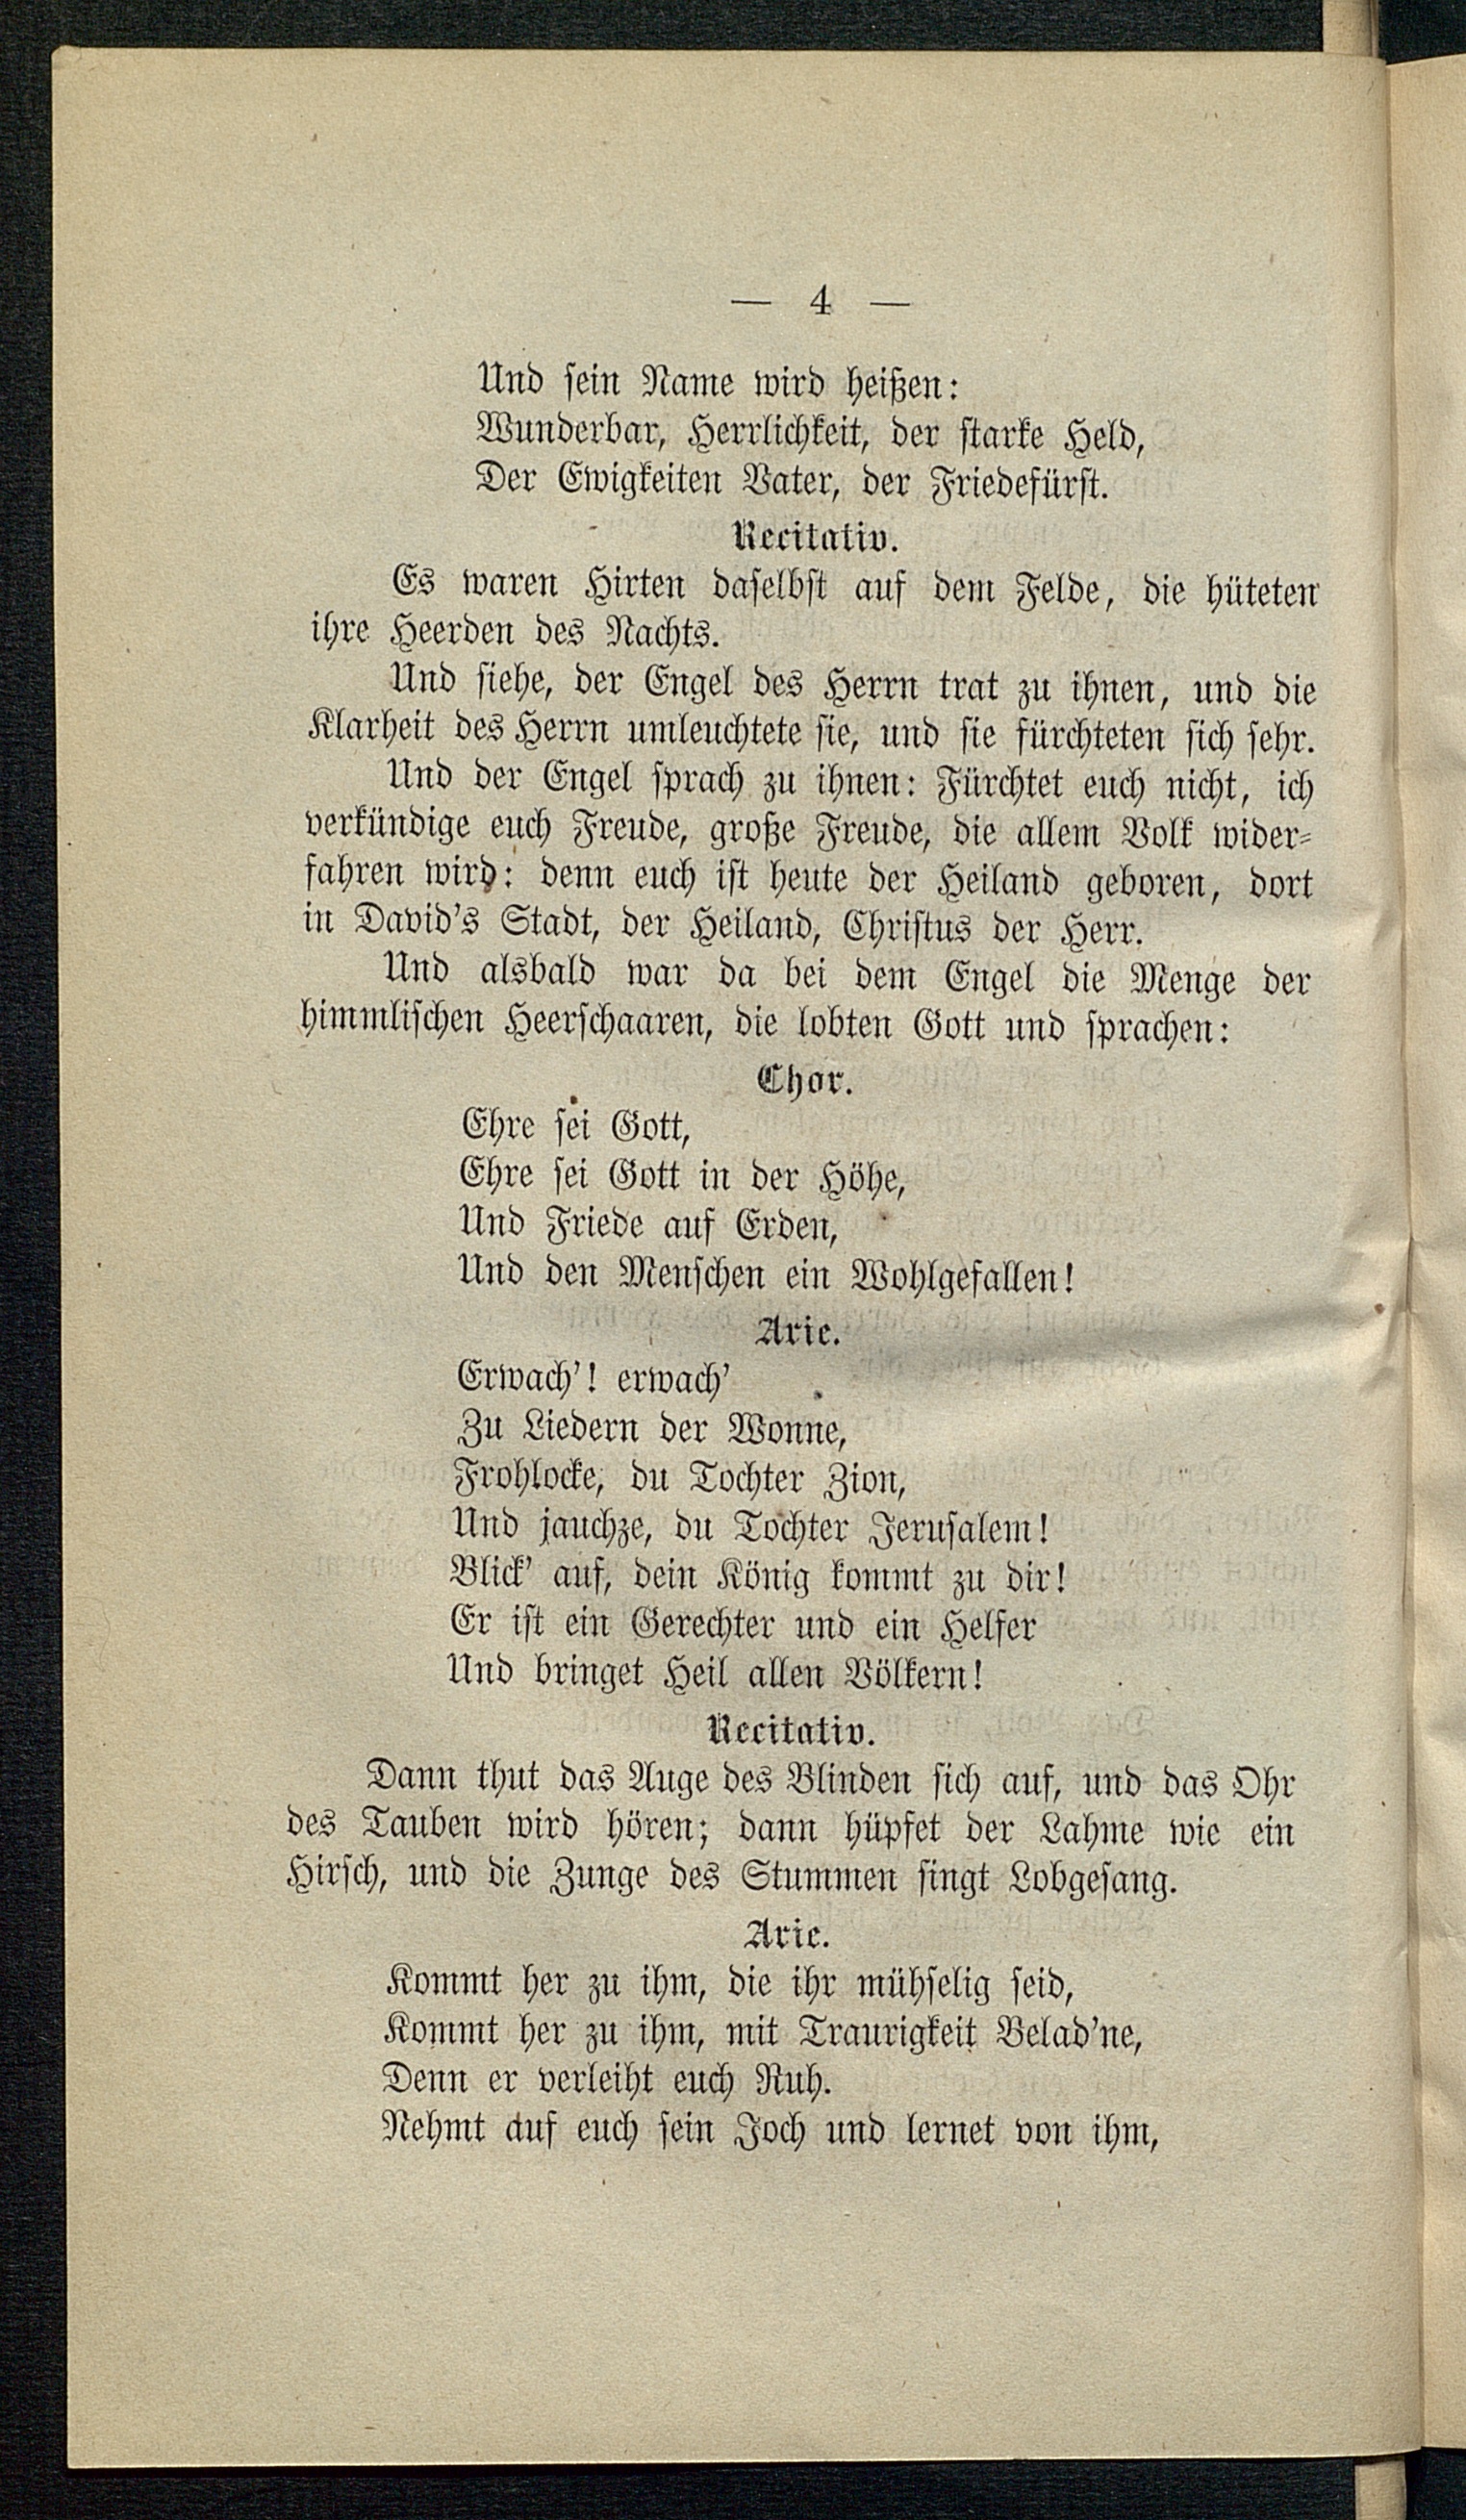 — 4 —
Und sein Name wird heißen:
Wunderbar, Herrlichkeit, der starke Held,
Der Ewigkeiten Vater, der Friedefürst.
Recitativ.
Es waren Hirten daselbst auf dem Felde, die hüteten
ihre Heerden des Nachts.
Und siehe, der Engel des Herrn trat zu ihnen, und die
Klarheit des Herrn umleuchtete sie, und sie fürchteten sich sehr.
Und der Engel sprach zu ihnen: Fürchtet euch nicht, ich
verkündige euch Freude, große Freude, die allem Volk wider-
fahren wird: denn euch ist heute der Heiland geboren, dort
in David's Stadt, der Heiland, Christus der Herr.
Und alsbald war da bei dem Engel die Menge der
himmlischen Heerschaaren, die lobten Gott und sprachen:
Chor.
Ehre sei Gott,
Ehre sei Gott in der Höhe,
Und Friede auf Erden,
Und den Menschen ein Wohlgefallen!
Arie.
Erwach'! erwach'
Zu Liedern der Wonne,
Frohlocke, du Tochter Zion,
Und jauchze, du Tochter Jerusalem!
Blick' auf, dein König kommt zu dir!
Er ist ein Gerechter und ein Helfer
Und bringet Heil allen Völkern!
Recitativ.
Dann thut das Auge des Blinden sich auf, und das Ohr
des Tauben wird hören; dann hüpfet der Lahme wie ein
Hirsch, und die Zunge des Stummen singt Lobgesang.
Arie.
Kommt her zu ihm, die ihr mühselig seid,
Kommt her zu ihm, mit Traurigkeit Belad'ne,
Denn er verleiht euch Ruh.
Nehmt auf euch sein Joch und lernet von ihm,